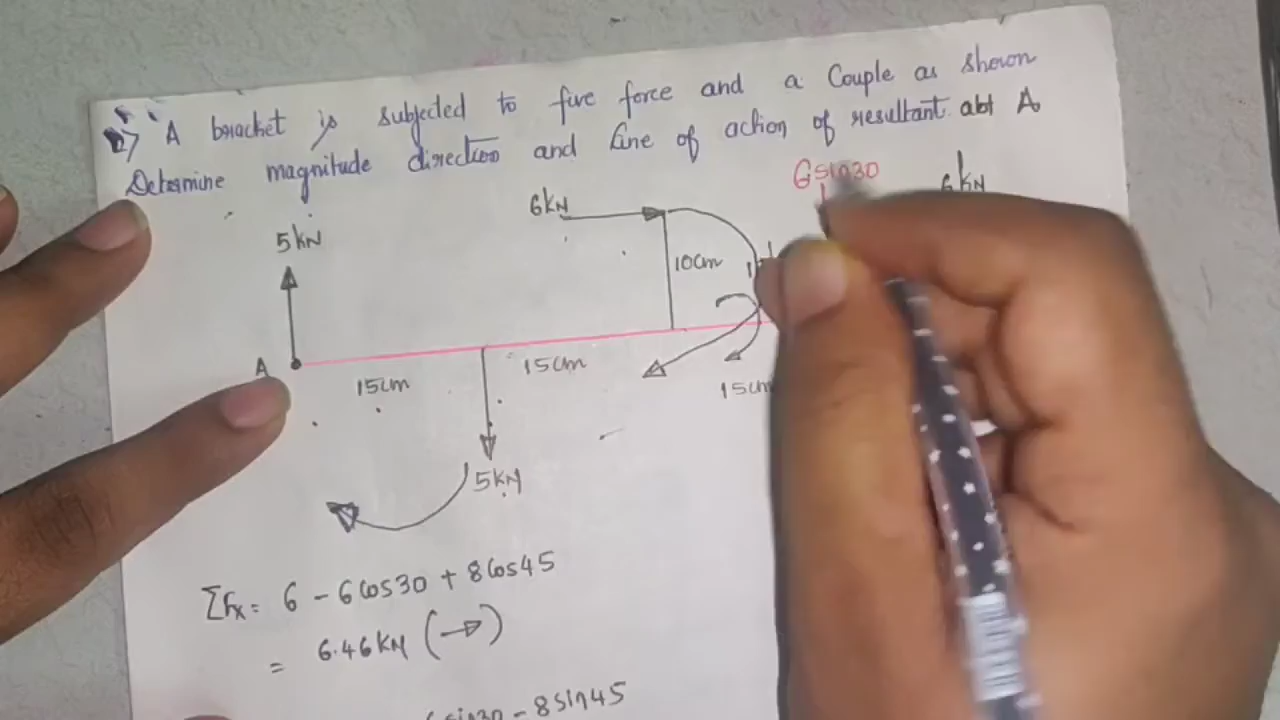 2) A bracket is subjected to five force and a Couple as shown
Determine magnitude direction and line of action of resultant abt A
6sin30
6kN
6kN
5kN
10cm
A
15cm
15cm
15cm
5kN
ΣFx = 6 - 6Cos30 + 8Cos45
= 6.46KN (→)
6sin30 - 8sin45